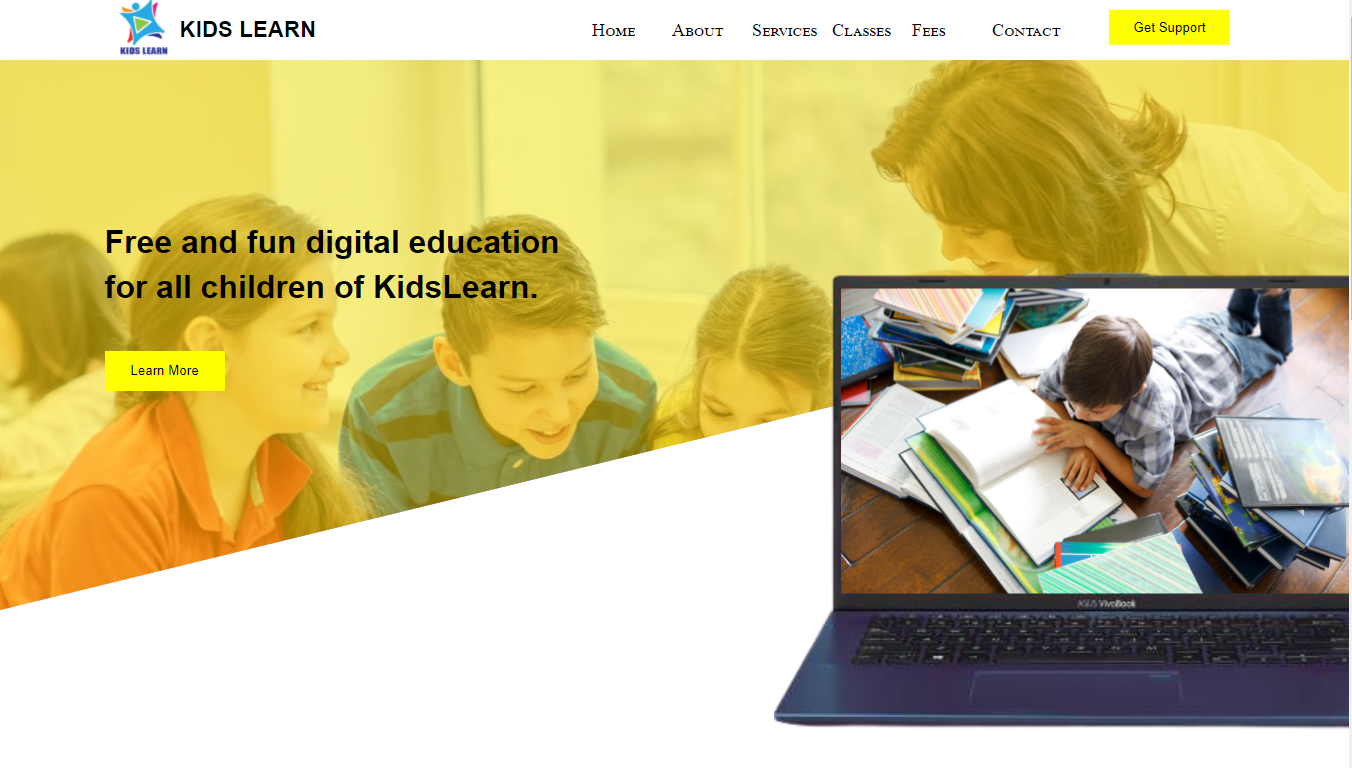 KIDS LEARN
KIDS LEARN
Home
About
Services
Classes
Fees
Contact
Get Support
Free and fun digital education
for all children of KidsLearn.
Learn More
ASUS VivoBook